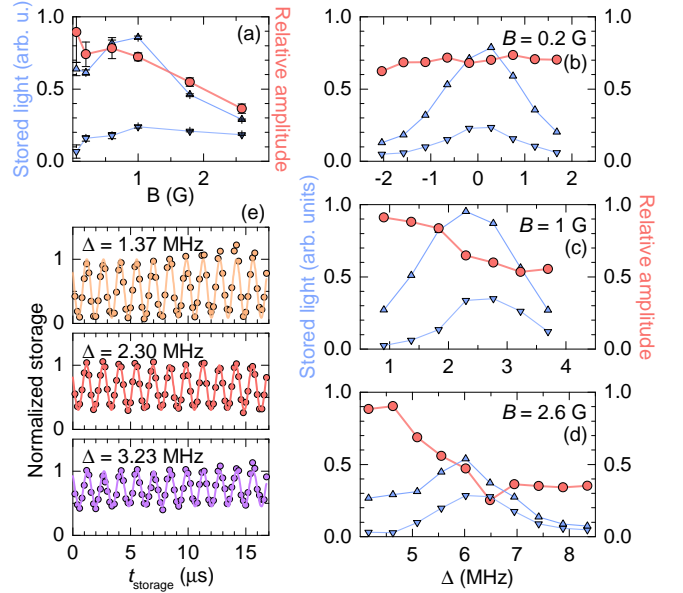 Stored light (arb. u.)
1.0
0.5
0.0
(a)
0 1 2
B (G)
Relative amplitude
1.0
0.5
0.0
B = 0.2 G
(b)
1.0
0.5
0.0
-2 -1 0 1 2
(e)
Normalized storage
Δ = 1.37 MHz
1
0
Δ = 2.30 MHz
1
0
Δ = 3.23 MHz
1
0
0 5 10 15
t storage (μs)
Stored light (arb. units)
1.0
0.5
0.0
B = 1 G
(c)
1 2 3 4
1.0
0.5
0.0
Relative amplitude
1.0
0.5
0.0
B = 2.6 G
(d)
1.0
0.5
0.0
5 6 7 8
Δ (MHz)